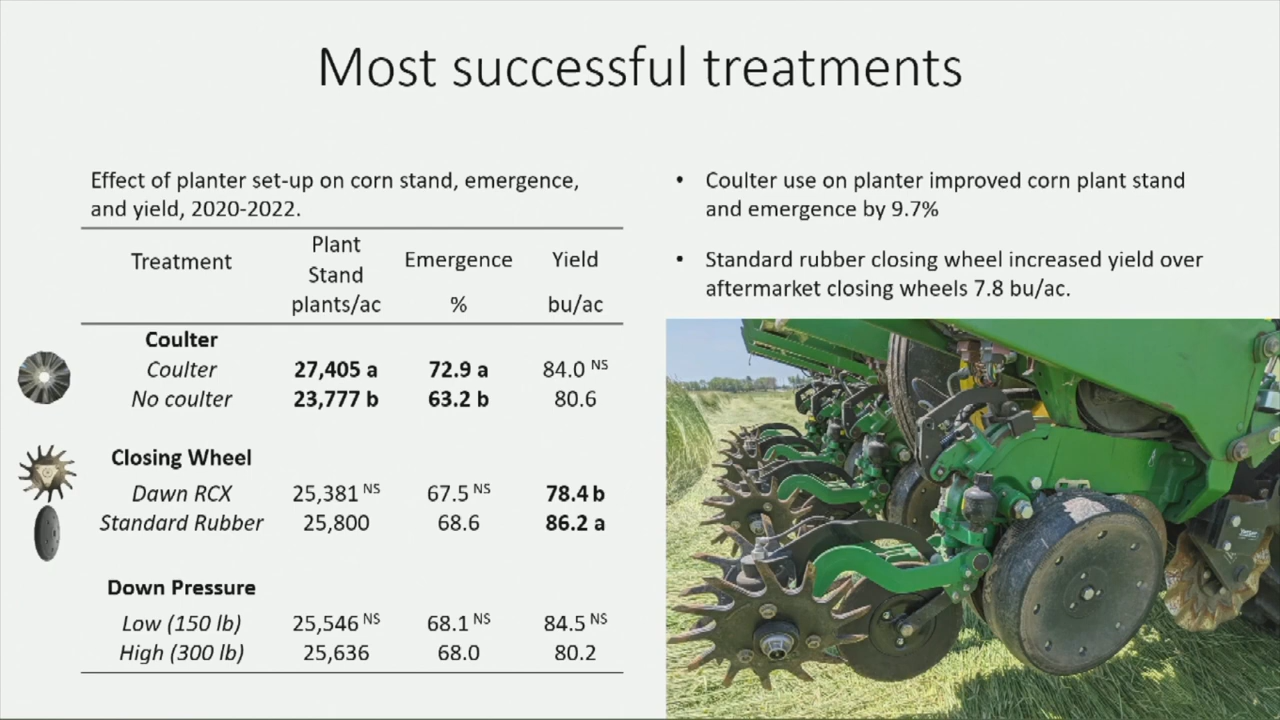 Most successful treatments
Effect of planter set-up on corn stand, emergence,
and yield, 2020-2022.
Treatment Plant Stand plants/ac Emergence % Yield bu/ac
Coulter
Coulter 27,405 a 72.9 a 84.0 NS
No coulter 23,777 b 63.2 b 80.6
Closing Wheel
Dawn RCX 25,381 NS 67.5 NS 78.4 b
Standard Rubber 25,800 68.6 86.2 a
Down Pressure
Low (150 lb) 25,546 NS 68.1 NS 84.5 NS
High (300 lb) 25,636 68.0 80.2
• Coulter use on planter improved corn plant stand
and emergence by 9.7%
• Standard rubber closing wheel increased yield over
aftermarket closing wheels 7.8 bu/ac.